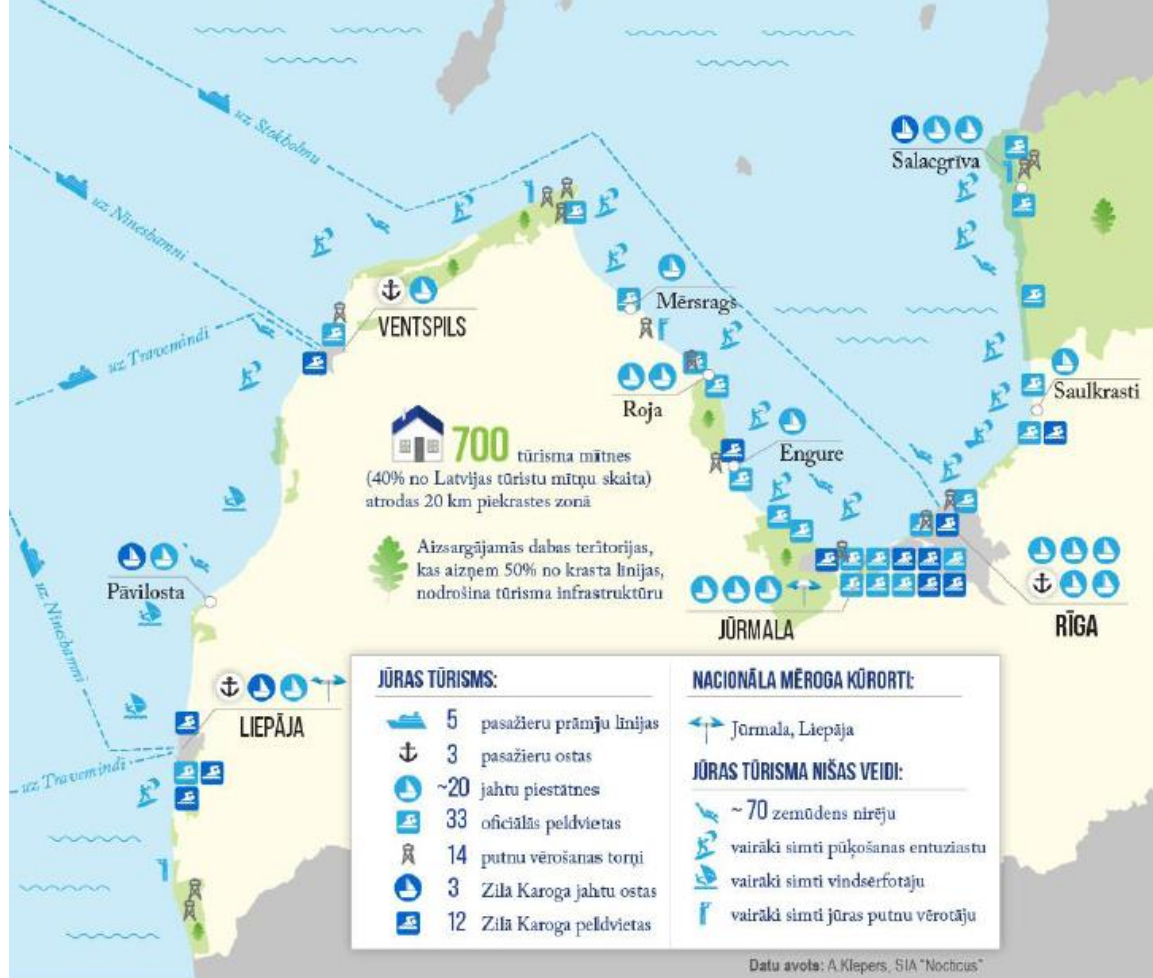 uz Stokholmu
Salacgrīva
uz Nīneshamni
Mērsrags
VENTSPILS
uz Travemindi
Saulkrasti
Roja
700 tūrisma mītnes
(40% no Latvijas tūristu mītņu skaita)
atrodas 20 km piekrastes zonā
Engure
Aizsargājamās dabas teritorijas,
kas aizņem 50% no krasta līnijas,
nodrošina tūrisma infrastruktūru
Pāvilosta
uz Nīneshamni
JŪRMALA
RĪGA
LIEPĀJA
uz Travemindi
JŪRAS TŪRISMS:
5 pasažieru prāmju līnijas
3 pasažieru ostas
~20 jahtu piestātnes
33 oficiālās peldvietas
14 putnu vērošanas torņi
3 Zilā Karoga jahtu ostas
12 Zilā Karoga peldvietas
NACIONĀLA MĒROGA KŪRORTI:
Jūrmala, Liepāja
JŪRAS TŪRISMA NIŠAS VEIDI:
~ 70 zemūdens nirēju
vairāki simti pūķošanas entuziastu
vairāki simti vindsērfotāju
vairāki simti jūras putnu vērotāju
Datu avots: A.Klepers, SIA "Nocticus"